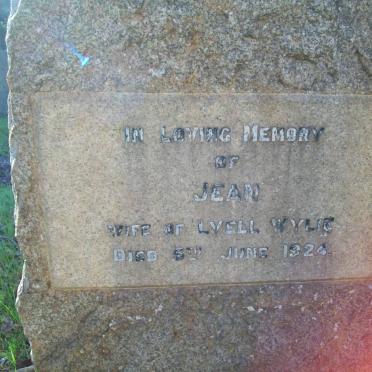 IN LOVING MEMORY
OF
JEAN
WIFE OF LYELL WYLIE
DIED 5TH JUNE 1924